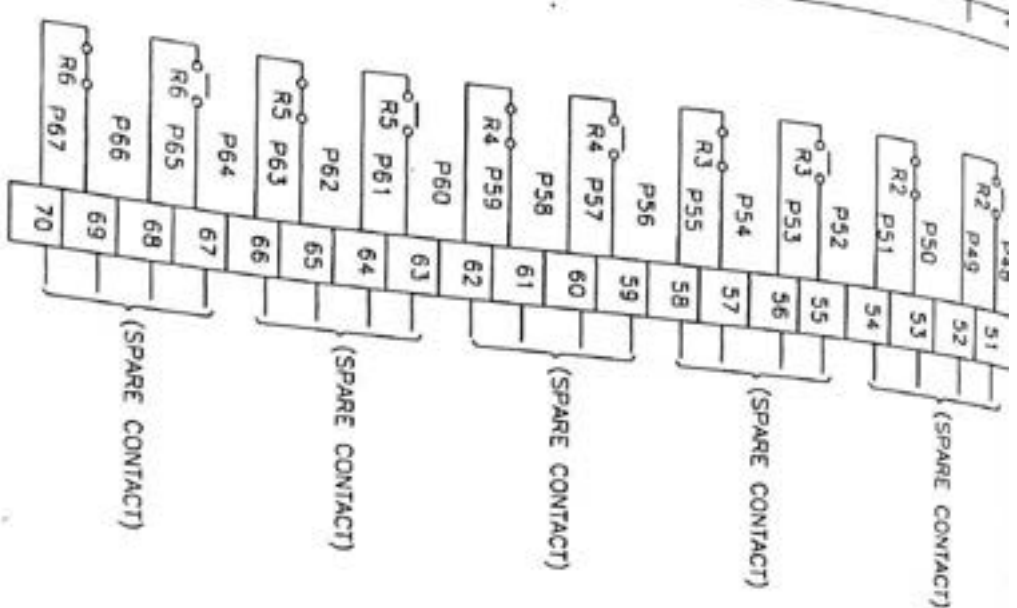 P48 51
R2 P49 52
P50 53
R2 P51 54
(SPARE CONTACT)
P52 55
R3 P53 56
P54 57
R3 P55 58
(SPARE CONTACT)
P56 59
R4 P57 60
P58 61
R4 P59 62
(SPARE CONTACT)
P60 63
R5 P61 64
P62 65
R5 P63 66
(SPARE CONTACT)
P64 67
R6 P65 68
P66 69
R6 P67 70
(SPARE CONTACT)